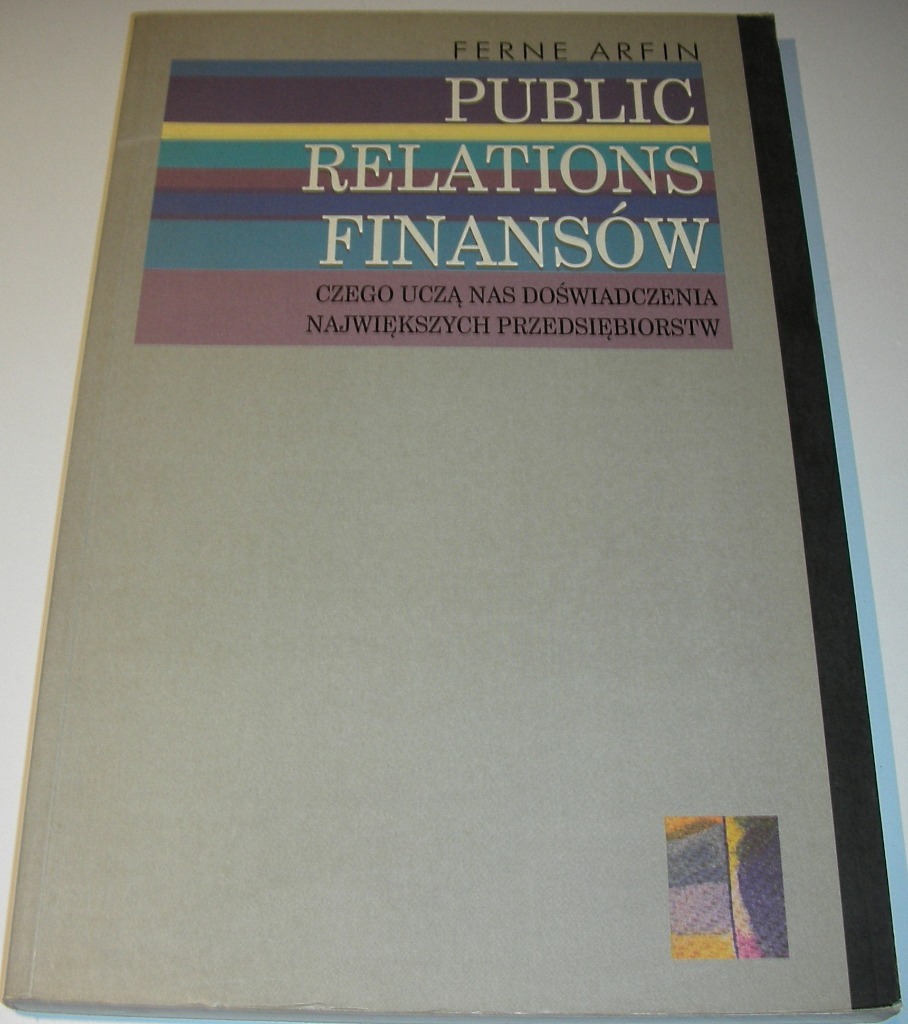 FERNE ARFIN
PUBLIC
RELATIONS
FINANSÓW
CZEGO UCZĄ NAS DOŚWIADCZENIA
NAJWIĘKSZYCH PRZEDSIĘBIORSTW